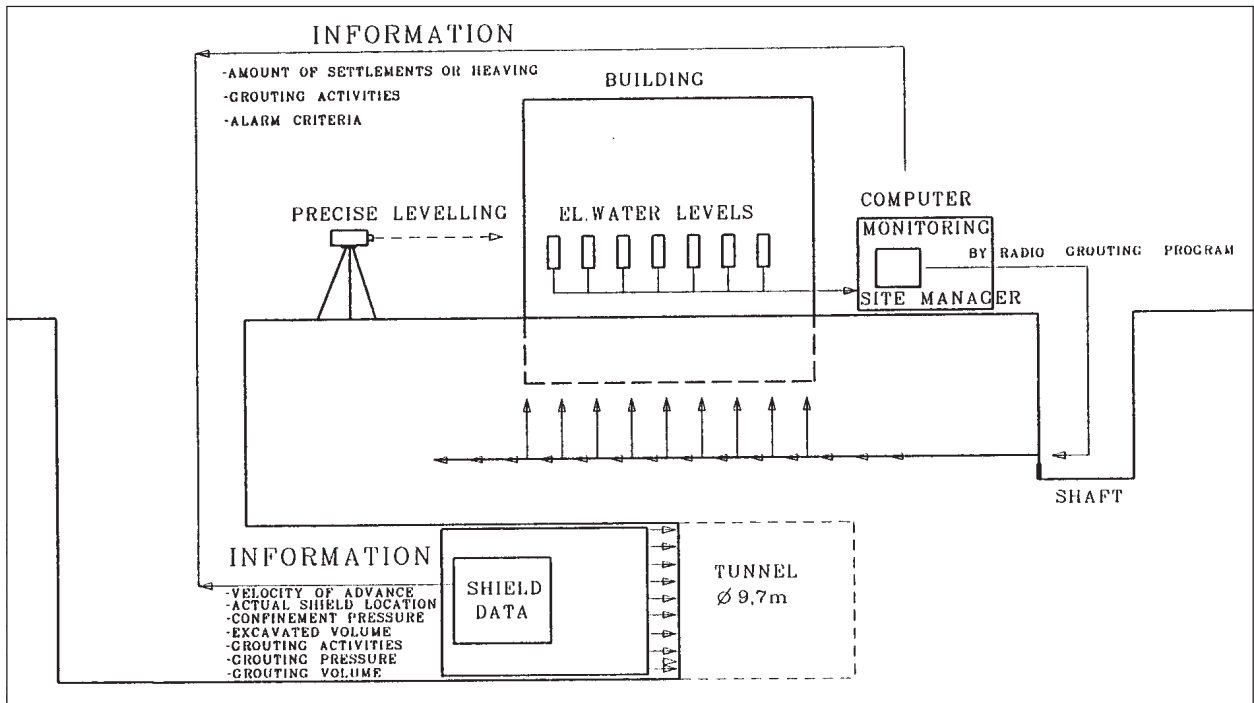 INFORMATION
-AMOUNT OF SETTLEMENTS OR HEAVING
-GROUTING ACTIVITIES
-ALARM CRITERIA
BUILDING
PRECISE LEVELLING
EL.WATER LEVELS
COMPUTER
MONITORING
BY RADIO GROUTING PROGRAM
SITE MANAGER
SHAFT
INFORMATION
-VELOCITY OF ADVANCE
-ACTUAL SHIELD LOCATION
-CONFINEMENT PRESSURE
-EXCAVATED VOLUME
-GROUTING ACTIVITIES
-GROUTING PRESSURE
-GROUTING VOLUME
SHIELD
DATA
TUNNEL
Ø 9,7m